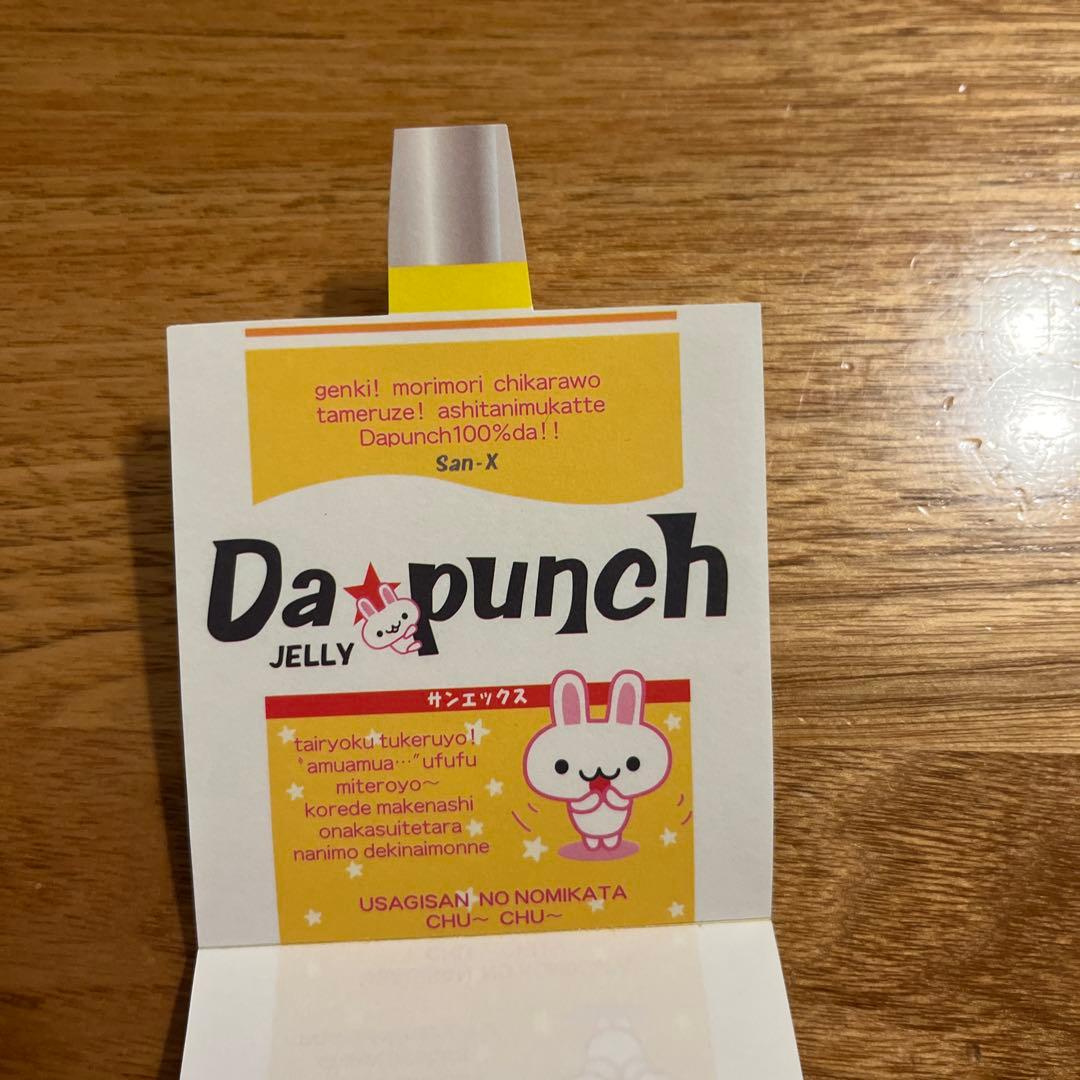 genki! morimori chikarawo
tameruze! ashitanimukatte
Dapunch100%da!!
San-X
Da★punch
JELLY
サンエックス
tairyoku tukeruyo!
〝amuamua…”ufufu
miteroyo～
korede makenashi
onakasuitetara
nanimo dekinaimonne
USAGISAN NO NOMIKATA
CHU～ CHU～